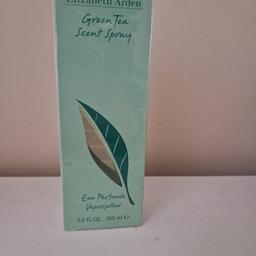 Elizabeth Arden
Green Tea
Scent Spray
Eau Parfumée
Vaporisateur
3.3 FL.OZ. 100 ml e